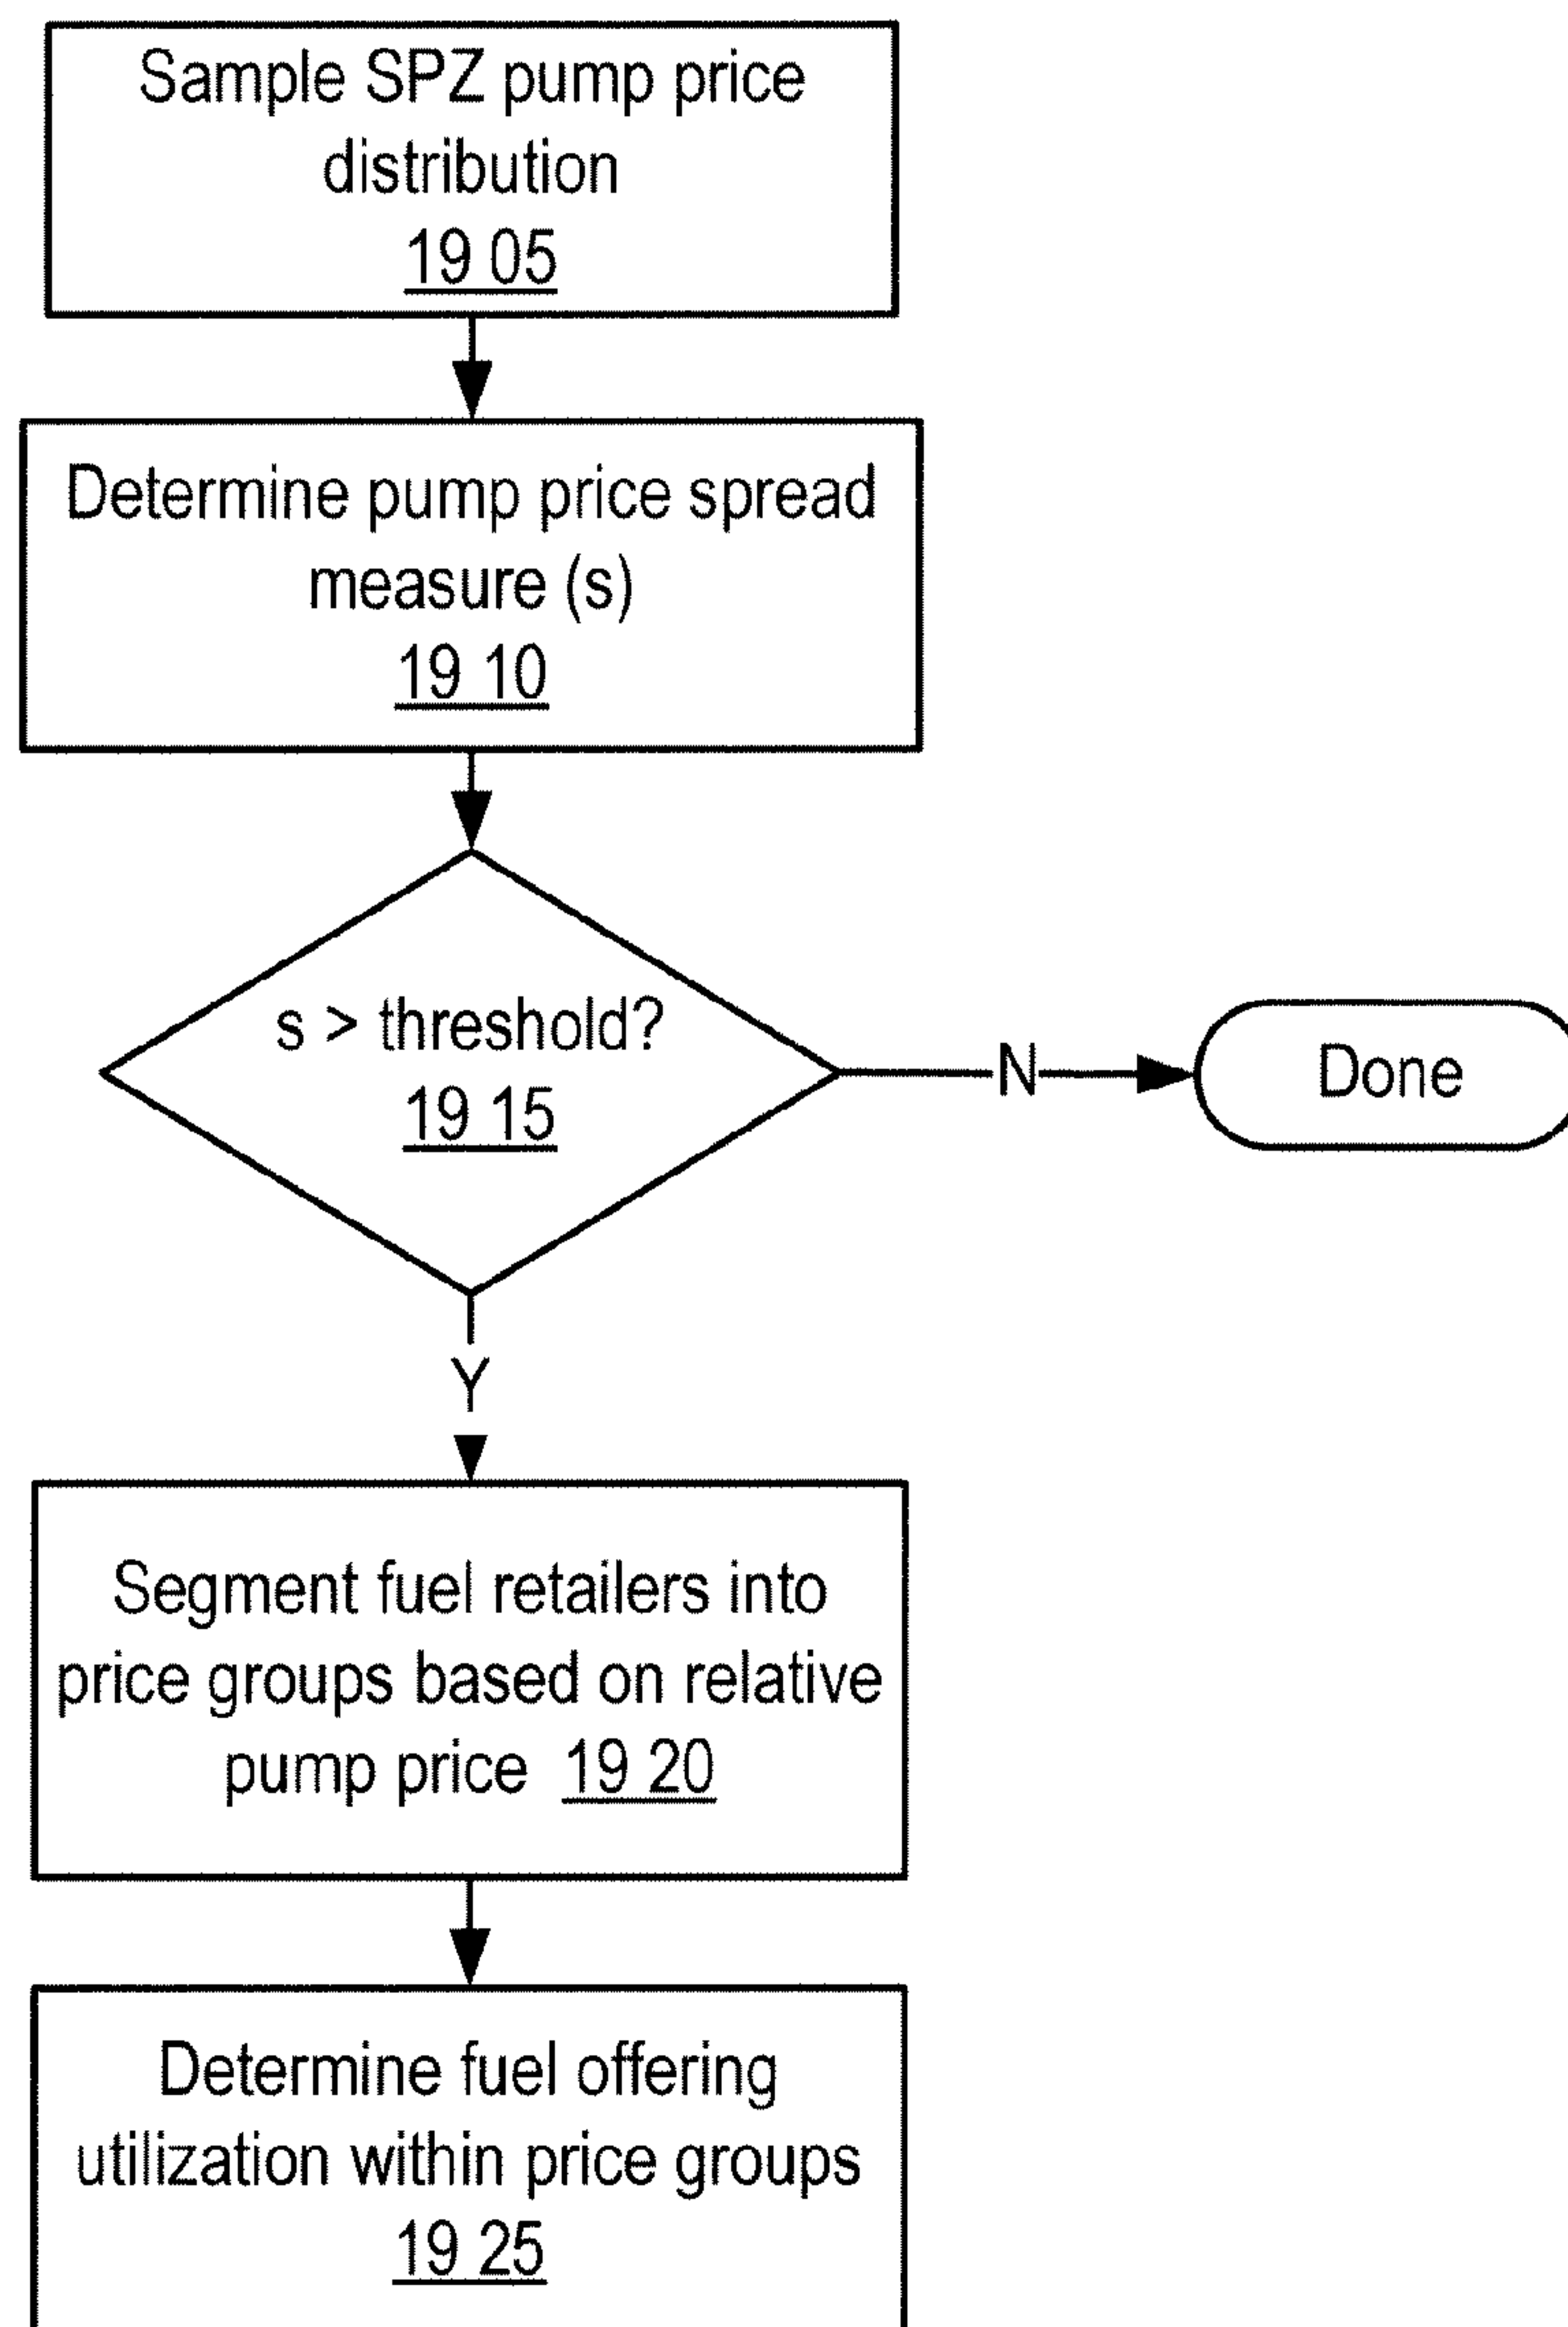 Sample SPZ pump price
distribution
19 05
Determine pump price spread
measure (s)
19 10
s > threshold?
19 15
N
Done
Y
Segment fuel retailers into
price groups based on relative
pump price 19 20
Determine fuel offering
utilization within price groups
19 25